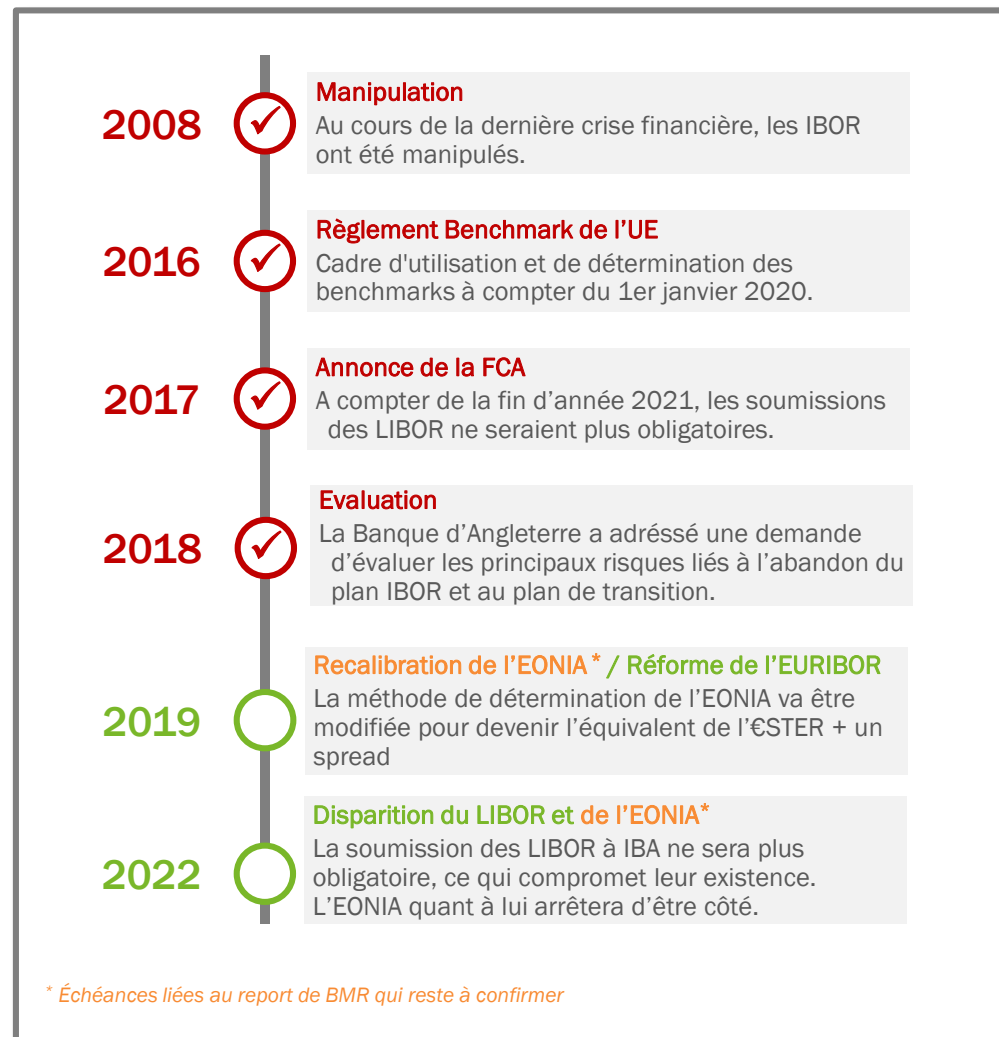 2008
Manipulation
Au cours de la dernière crise financière, les IBOR
ont été manipulés.
2016
Règlement Benchmark de l’UE
Cadre d'utilisation et de détermination des
benchmarks à compter du 1er janvier 2020.
2017
Annonce de la FCA
A compter de la fin d’année 2021, les soumissions
des LIBOR ne seraient plus obligatoires.
2018
Evaluation
La Banque d’Angleterre a adréssé une demande
d’évaluer les principaux risques liés à l’abandon du
plan IBOR et au plan de transition.
2019
Recalibration de l’EONIA * / Réforme de l’EURIBOR
La méthode de détermination de l’EONIA va être
modifiée pour devenir l’équivalent de l’€STER + un
spread
2022
Disparition du LIBOR et de l’EONIA*
La soumission des LIBOR à IBA ne sera plus
obligatoire, ce qui compromet leur existence.
L’EONIA quant à lui arrêtera d’être côté.
* Échéances liées au report de BMR qui reste à confirmer